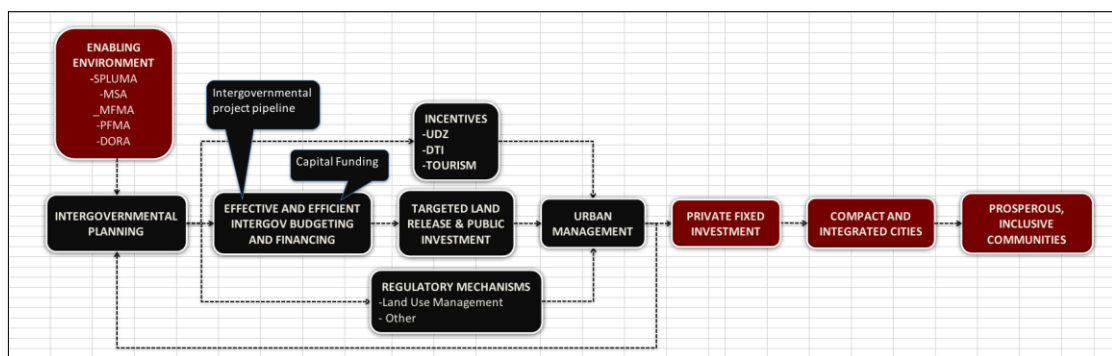 ENABLING
ENVIRONMENT
-SPLUMA
-MSA
_MFMA
-PFMA
-DORA
Intergovernmental
project pipeline
Capital Funding
INCENTIVES
-UDZ
-DTI
-TOURISM
INTERGOVERNMENTAL
PLANNING
EFFECTIVE AND EFFICIENT
INTERGOV BUDGETING
AND FINANCING
TARGETED LAND
RELEASE & PUBLIC
INVESTMENT
URBAN
MANAGEMENT
PRIVATE FIXED
INVESTMENT
COMPACT AND
INTEGRATED CITIES
PROSPEROUS,
INCLUSIVE
COMMUNITIES
REGULATORY MECHANISMS
-Land Use Management
- Other